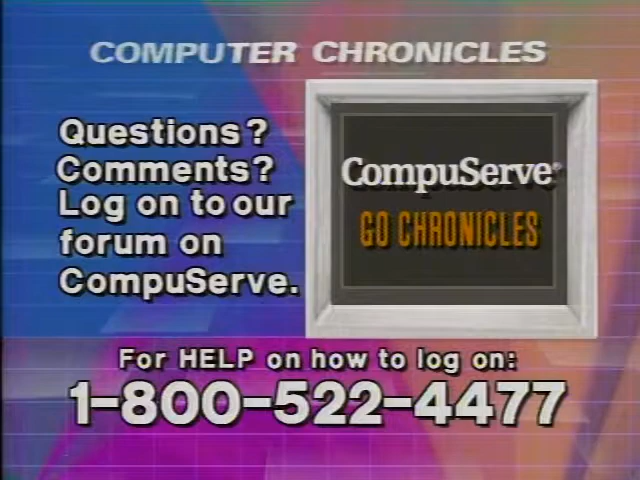 COMPUTER CHRONICLES
Questions?
Comments?
Log on to our
forum on
CompuServe.
CompuServe®
GO CHRONICLES
For HELP on how to log on:
1-800-522-4477